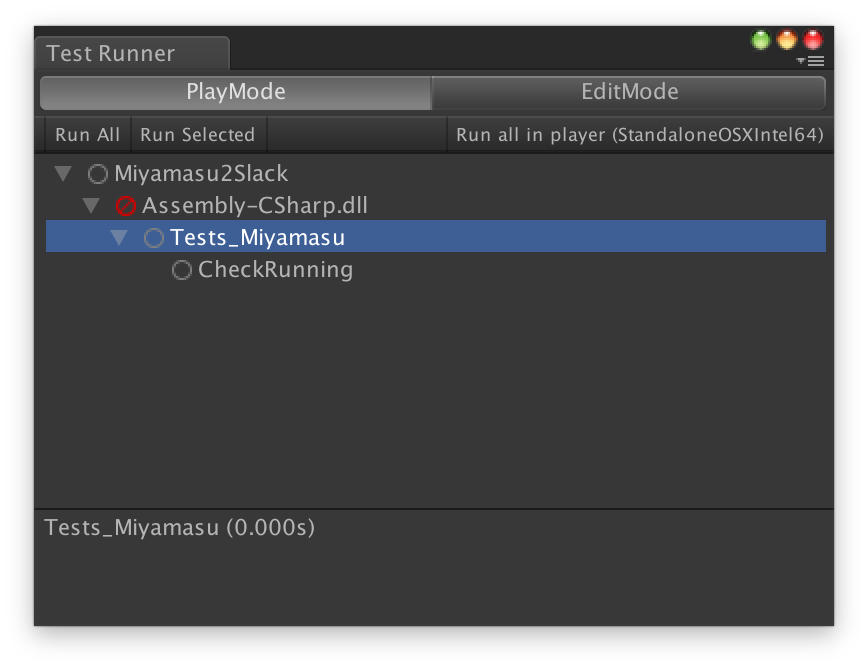 Test Runner
PlayMode EditMode
Run All Run Selected Run all in player (StandaloneOSXIntel64)
Miyamasu2Slack
Assembly-CSharp.dll
Tests_Miyamasu
CheckRunning
Tests_Miyamasu (0.000s)